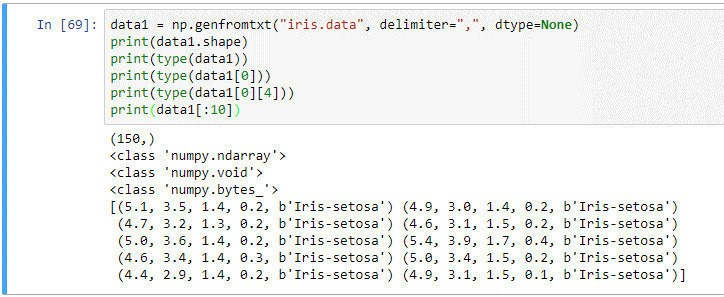 In [69]: data1 = np.genfromtxt("iris.data", delimiter=",", dtype=None)
print(data1.shape)
print(type(data1))
print(type(data1[0]))
print(type(data1[0][4]))
print(data1[:10])
(150,)
<class 'numpy.ndarray'>
<class 'numpy.void'>
<class 'numpy.bytes_'>
[(5.1, 3.5, 1.4, 0.2, b'Iris-setosa') (4.9, 3.0, 1.4, 0.2, b'Iris-setosa')
(4.7, 3.2, 1.3, 0.2, b'Iris-setosa') (4.6, 3.1, 1.5, 0.2, b'Iris-setosa')
(5.0, 3.6, 1.4, 0.2, b'Iris-setosa') (5.4, 3.9, 1.7, 0.4, b'Iris-setosa')
(4.6, 3.4, 1.4, 0.3, b'Iris-setosa') (5.0, 3.4, 1.5, 0.2, b'Iris-setosa')
(4.4, 2.9, 1.4, 0.2, b'Iris-setosa') (4.9, 3.1, 1.5, 0.1, b'Iris-setosa')]